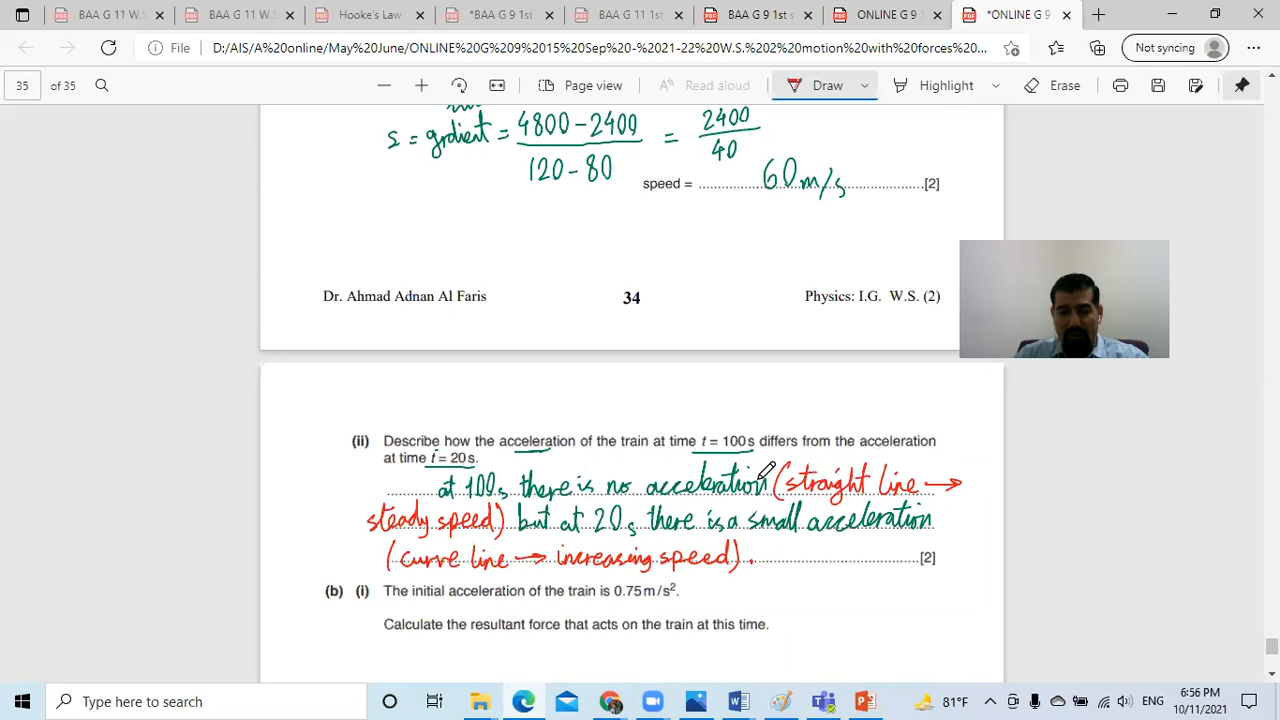 BAA G 11 W.S
BAA G 11 W.S
Hooke's Law
*BAA G 9 1st
BAA G 11 1st
BAA G 1st s
ONLINE G 9
*ONLINE G 9
File
D:/AIS/A%20online/May%20June/ONLINE%20G%209%2015%20Sep%20-%2021-22%20W.S.%202%20motion%20with%20forces%20...
Not syncing
35 of 35
Page view
Read aloud
Draw
Highlight
Erase
s = gradient = 4800 - 2400 / 120 - 80 = 2400 / 40
speed = 60 m/s [2]
Dr. Ahmad Adnan Al Faris 34 Physics: I.G. W.S. (2)
(ii) Describe how the acceleration of the train at time t = 100 s differs from the acceleration
at time t = 20 s.
at 100s there is no acceleration (straight line →
steady speed) but at 20s there is a small acceleration
(curve line → increasing speed). [2]
(b) (i) The initial acceleration of the train is 0.75 m/s².
Calculate the resultant force that acts on the train at this time.
Type here to search
81°F
ENG
6:56 PM
10/11/2021